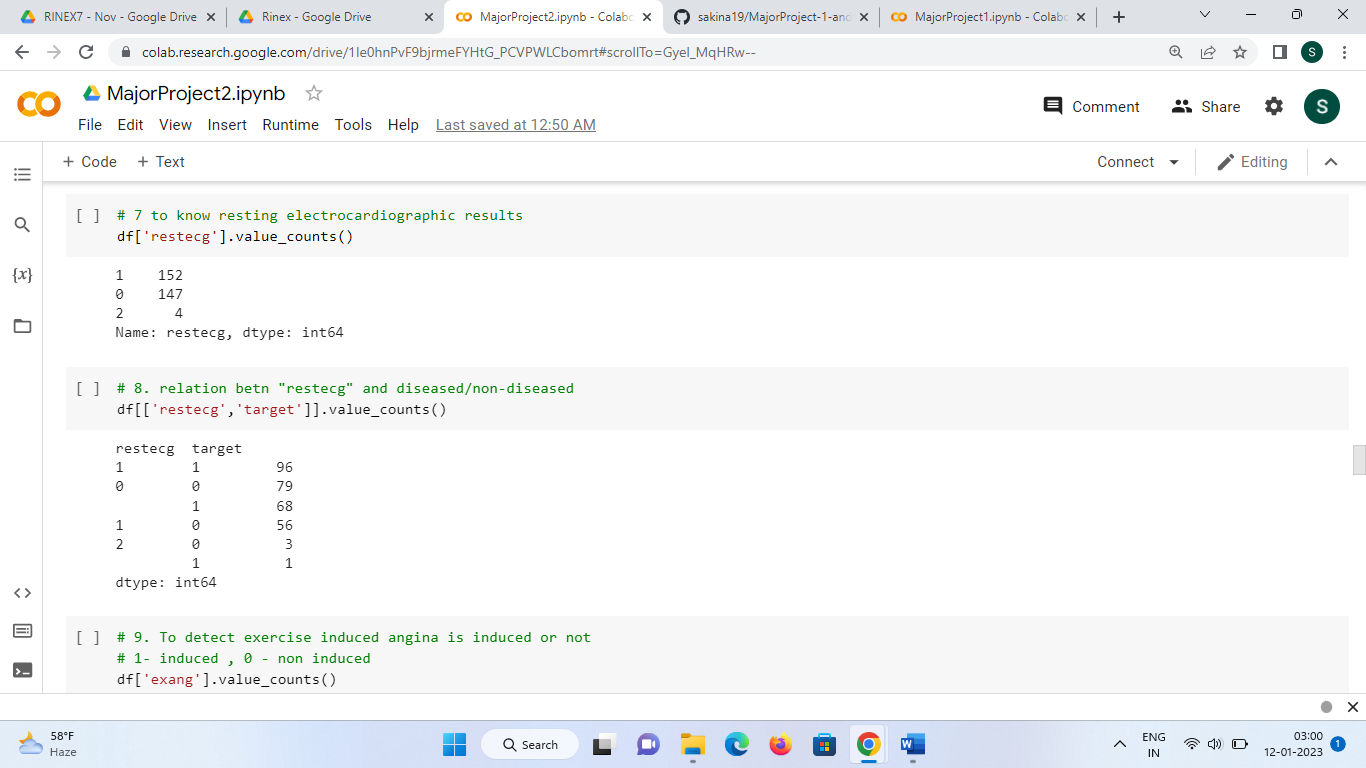 RINEX7 - Nov - Google Drive
Rinex - Google Drive
MajorProject2.ipynb - Colabo
sakina19/MajorProject-1-and
MajorProject1.ipynb - Colabo
colab.research.google.com/drive/1Ie0hnPvF9bjrmeFYHtG_PCVPWLCbomrt#scrollTo=Gyel_MqHRw--
S
MajorProject2.ipynb
Comment
Share
S
File Edit View Insert Runtime Tools Help Last saved at 12:50 AM
+ Code + Text
Connect
Editing
{x}
[ ] # 7 to know resting electrocardiographic results
df['restecg'].value_counts()
1 152
0 147
2 4
Name: restecg, dtype: int64
[ ] # 8. relation betn "restecg" and diseased/non-diseased
df[['restecg','target']].value_counts()
restecg target
1 1 96
0 0 79
1 68
1 0 56
2 0 3
1 1
dtype: int64
[ ] # 9. To detect exercise induced angina is induced or not
# 1- induced , 0 - non induced
df['exang'].value_counts()
58°F
Haze
Search
ENG
IN
03:00
12-01-2023
1